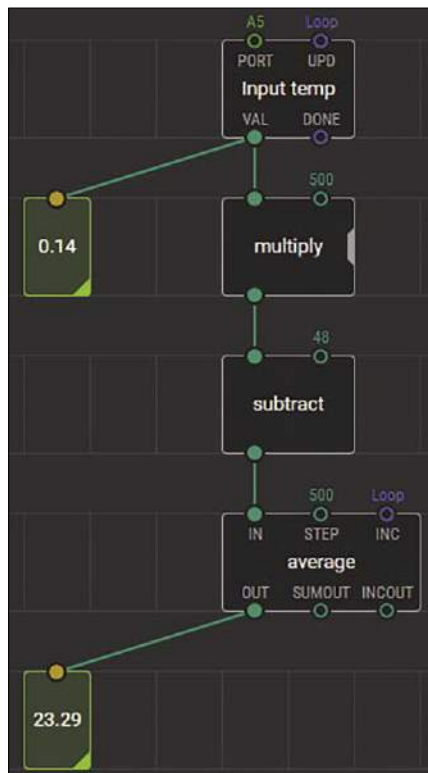 A5 Loop
PORT UPD
Input temp
VAL DONE
500
0.14 multiply
48
subtract
500 Loop
IN STEP INC
average
OUT SUMOUT INCOUT
23.29